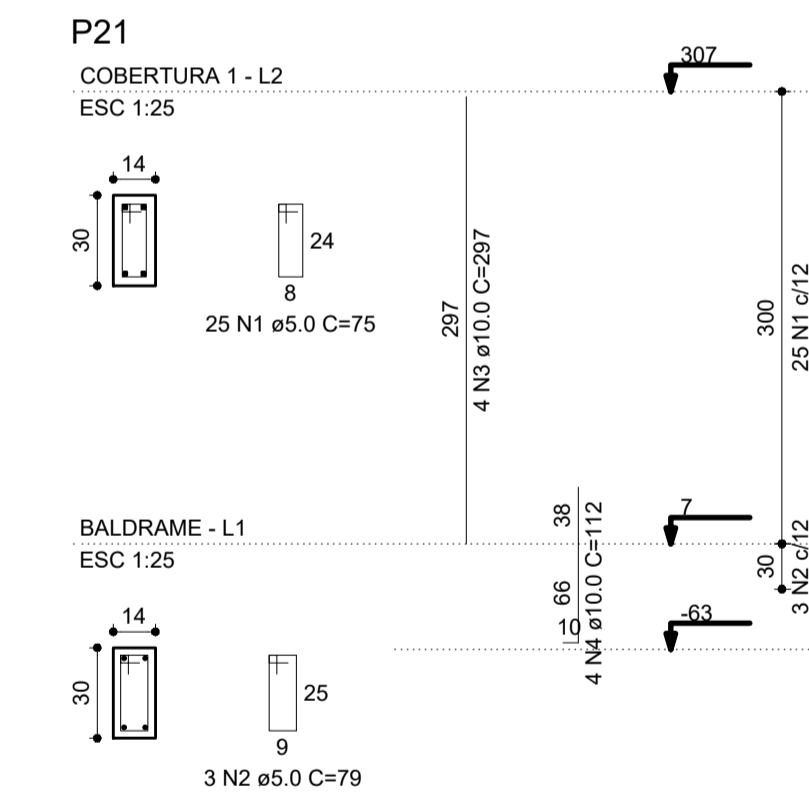 P21
COBERTURA 1 - L2
ESC 1:25
307
14
30
24
8
25 N1 ø5.0 C=75
297
4 N3 ø10.0 C=297
300
25 N1 c/12
BALDRAME - L1
ESC 1:25
7
38
66
10
4 N4 ø10.0 C=112
30
3 N2 c/12
-63
14
30
25
9
3 N2 ø5.0 C=79